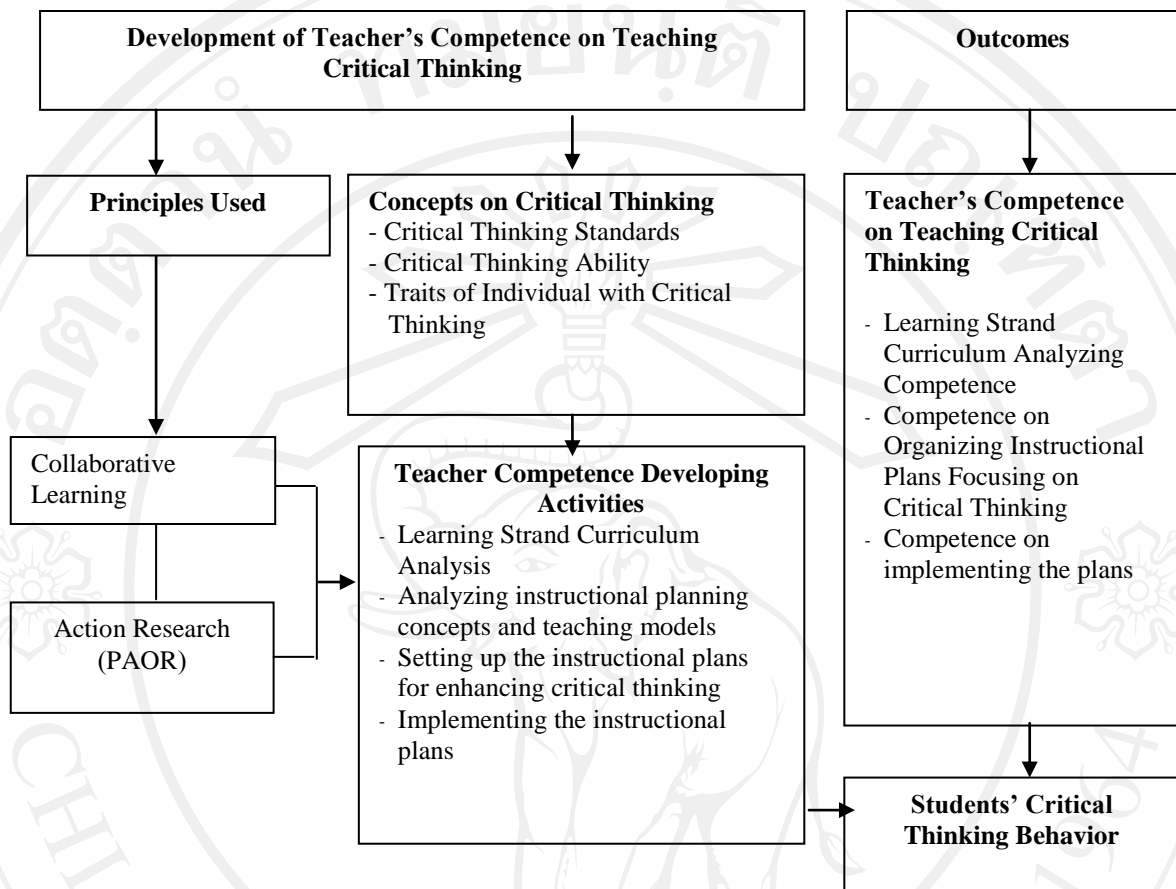 Development of Teacher’s Competence on Teaching
Critical Thinking
Outcomes
Principles Used
Concepts on Critical Thinking
- Critical Thinking Standards
- Critical Thinking Ability
- Traits of Individual with Critical
Thinking
Teacher’s Competence
on Teaching Critical
Thinking
- Learning Strand
Curriculum Analyzing
Competence
- Competence on
Organizing Instructional
Plans Focusing on
Critical Thinking
- Competence on
implementing the plans
Collaborative
Learning
Action Research
(PAOR)
Teacher Competence Developing
Activities
- Learning Strand Curriculum
Analysis
- Analyzing instructional planning
concepts and teaching models
- Setting up the instructional plans
for enhancing critical thinking
- Implementing the instructional
plans
Students’ Critical
Thinking Behavior
CHI
1964